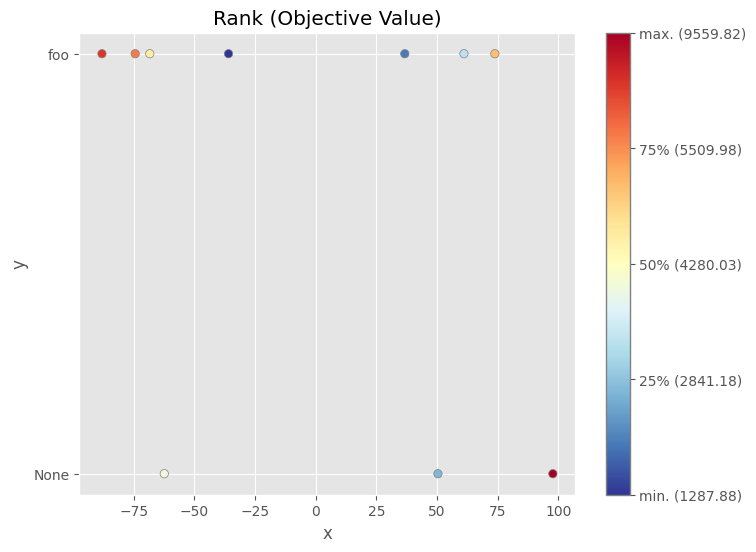 Rank (Objective Value)
max. (9559.82)
foo
75% (5509.98)
y
50% (4280.03)
25% (2841.18)
None
min. (1287.88)
−75
−50
−25
0
25
50
75
100
x